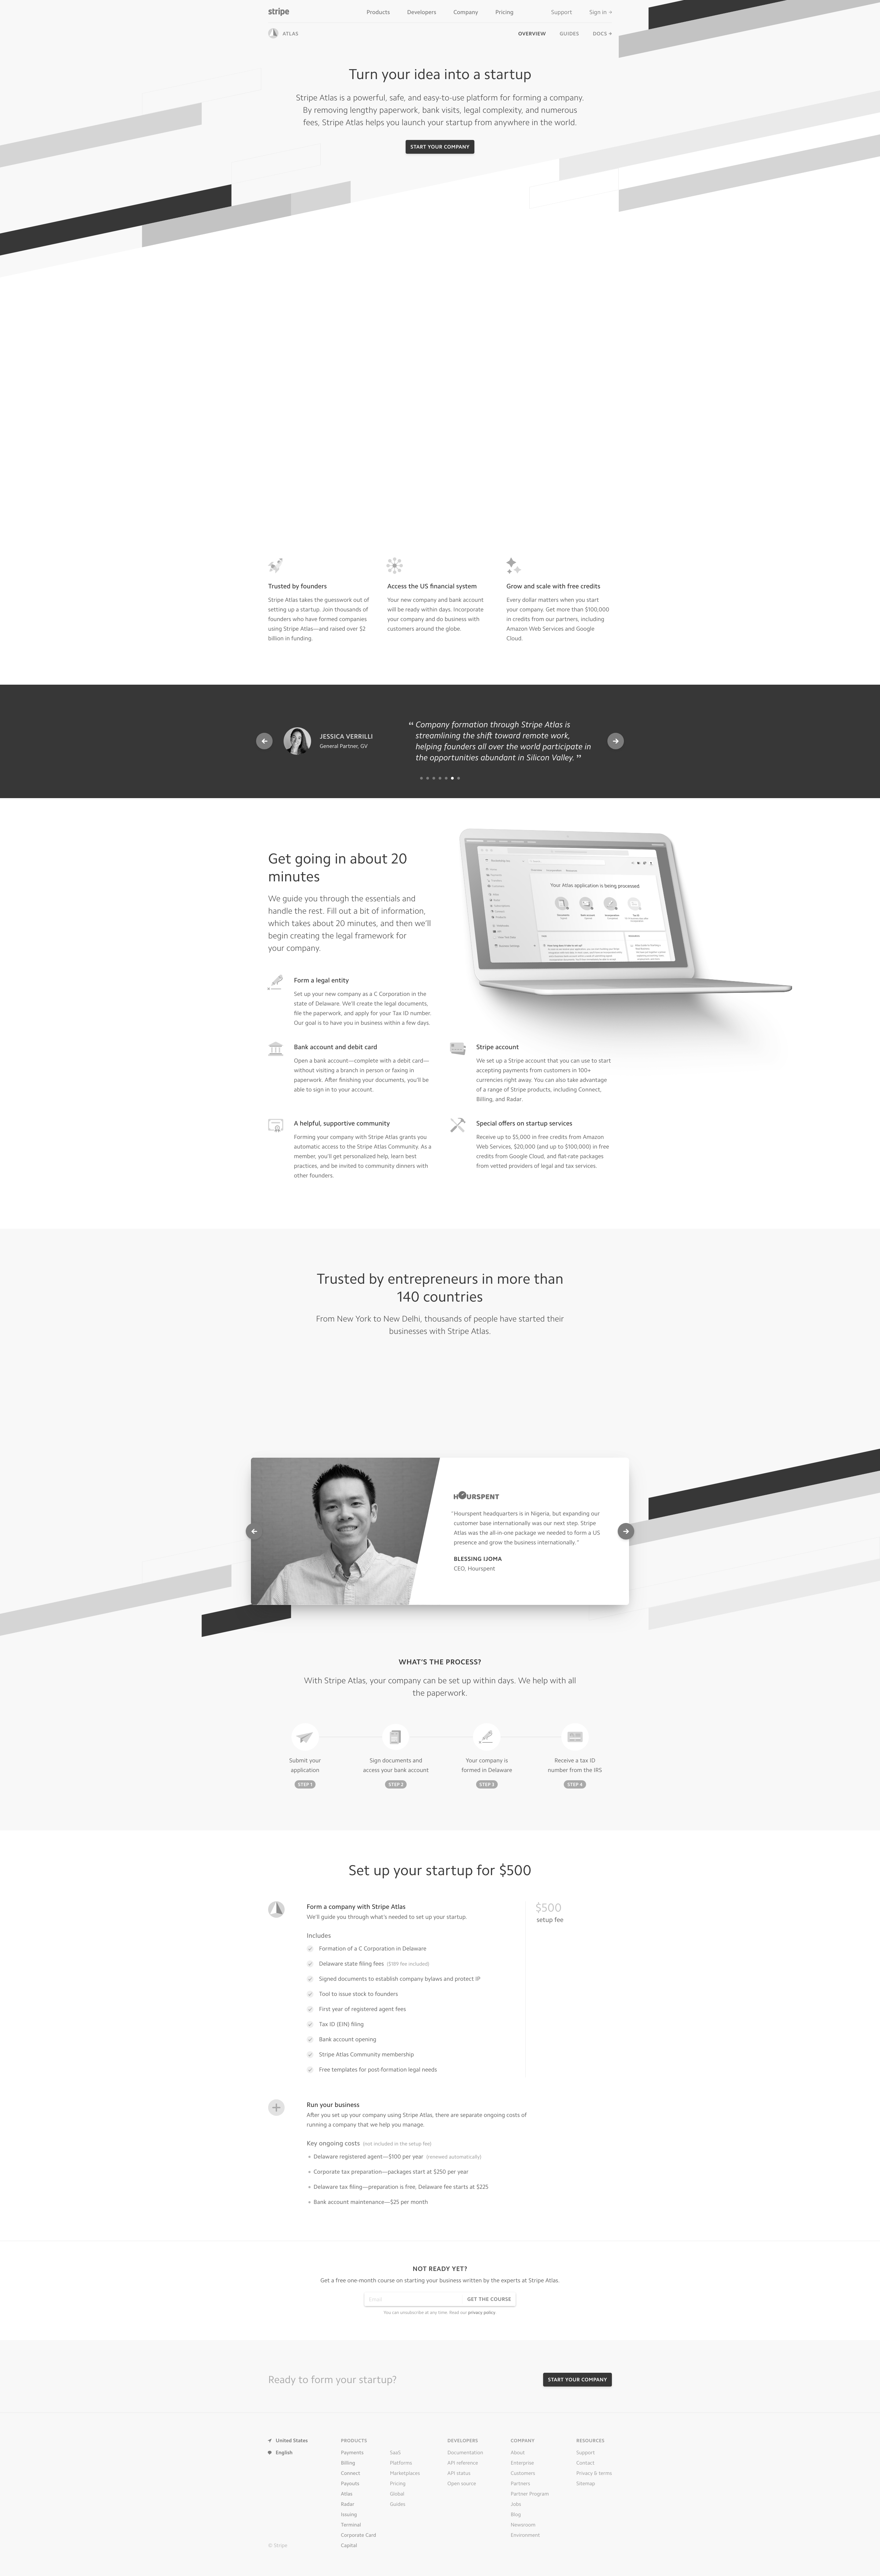 stripe
Products
Developers
Company
Pricing
Support
Sign in
ATLAS
OVERVIEW
GUIDES
DOCS
Turn your idea into a startup
Stripe Atlas is a powerful, safe, and easy-to-use platform for forming a company.
By removing lengthy paperwork, bank visits, legal complexity, and numerous
fees, Stripe Atlas helps you launch your startup from anywhere in the world.
START YOUR COMPANY
Trusted by founders
Stripe Atlas takes the guesswork out of
setting up a startup. Join thousands of
founders who have formed companies
using Stripe Atlas—and raised over $2
billion in funding.
Access the US financial system
Your new company and bank account
will be ready within days. Incorporate
your company and do business with
customers around the globe.
Grow and scale with free credits
Every dollar matters when you start
your company. Get more than $100,000
in credits from our partners, including
Amazon Web Services and Google
Cloud.
JESSICA VERRILLI
General Partner, GV
“ Company formation through Stripe Atlas is
streamlining the shift toward remote work,
helping founders all over the world participate in
the opportunities abundant in Silicon Valley. ”
Get going in about 20
minutes
We guide you through the essentials and
handle the rest. Fill out a bit of information,
which takes about 20 minutes, and then we’ll
begin creating the legal framework for
your company.
Your Atlas application is being processed
Form a legal entity
Set up your new company as a C Corporation in the
state of Delaware. We’ll create the legal documents,
file the paperwork, and apply for your Tax ID number.
Our goal is to have you in business within a few days.
Bank account and debit card
Open a bank account—complete with a debit card—
without visiting a branch in person or faxing in
paperwork. After finishing your documents, you’ll be
able to sign in to your account.
Stripe account
We set up a Stripe account that you can use to start
accepting payments from customers in 100+
currencies right away. You can also take advantage
of a range of Stripe products, including Connect,
Billing, and Radar.
A helpful, supportive community
Forming your company with Stripe Atlas grants you
automatic access to the Stripe Atlas Community. As a
member, you’ll get personalized help, learn best
practices, and be invited to community dinners with
other founders.
Special offers on startup services
Receive up to $5,000 in free credits from Amazon
Web Services, $20,000 (and up to $100,000) in free
credits from Google Cloud, and flat-rate packages
from vetted providers of legal and tax services.
Trusted by entrepreneurs in more than
140 countries
From New York to New Delhi, thousands of people have started their
businesses with Stripe Atlas.
HOURSPENT
“Hourspent headquarters is in Nigeria, but expanding our
customer base internationally was our next step. Stripe
Atlas was the all-in-one package we needed to form a US
presence and grow the business internationally.”
BLESSING IJOMA
CEO, Hourspent
WHAT’S THE PROCESS?
With Stripe Atlas, your company can be set up within days. We help with all
the paperwork.
Submit your
application
STEP 1
Sign documents and
access your bank account
STEP 2
Your company is
formed in Delaware
STEP 3
Receive a tax ID
number from the IRS
STEP 4
Set up your startup for $500
Form a company with Stripe Atlas
We’ll guide you through what’s needed to set up your startup.
$500
setup fee
Includes
Formation of a C Corporation in Delaware
Delaware state filing fees ($189 fee included)
Signed documents to establish company bylaws and protect IP
Tool to issue stock to founders
First year of registered agent fees
Tax ID (EIN) filing
Bank account opening
Stripe Atlas Community membership
Free templates for post-formation legal needs
Run your business
After you set up your company using Stripe Atlas, there are separate ongoing costs of
running a company that we help you manage.
Key ongoing costs (not included in the setup fee)
Delaware registered agent—$100 per year (renewed automatically)
Corporate tax preparation—packages start at $250 per year
Delaware tax filing—preparation is free, Delaware fee starts at $225
Bank account maintenance—$25 per month
NOT READY YET?
Get a free one-month course on starting your business written by the experts at Stripe Atlas.
Email
GET THE COURSE
You can unsubscribe at any time. Read our privacy policy.
Ready to form your startup?
START YOUR COMPANY
United States
English
© Stripe
PRODUCTS
Payments
Billing
Connect
Payouts
Atlas
Radar
Issuing
Terminal
Corporate Card
Capital
SaaS
Platforms
Marketplaces
Pricing
Global
Guides
DEVELOPERS
Documentation
API reference
API status
Open source
COMPANY
About
Enterprise
Customers
Partners
Partner Program
Jobs
Blog
Newsroom
Environment
RESOURCES
Support
Contact
Privacy & terms
Sitemap